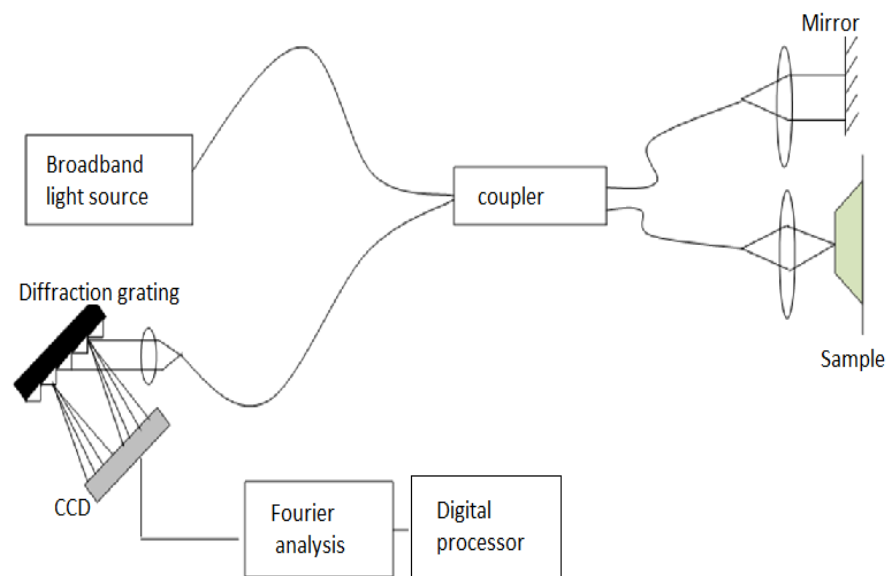 Mirror
Broadband
light source
coupler
Diffraction grating
Sample
CCD
Fourier
analysis
Digital
processor